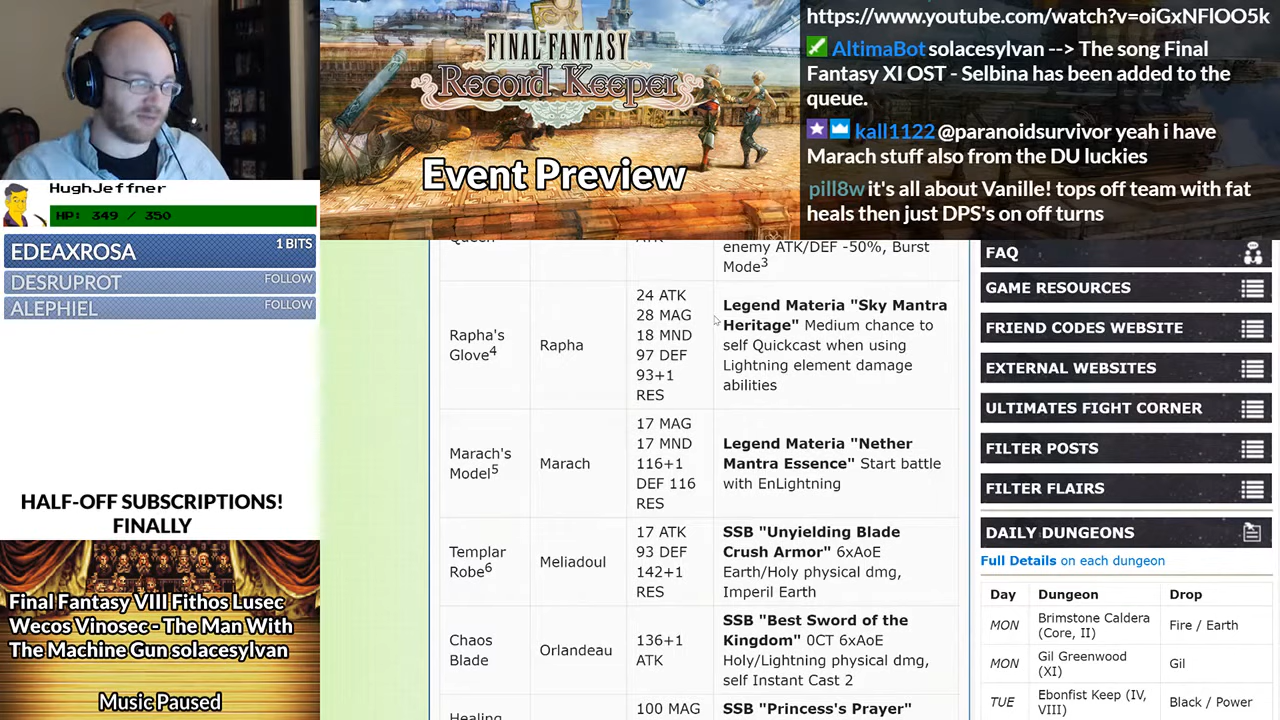 https://www.youtube.com/watch?v=oiGxNFlOO5k
AltimaBot solacesylvan --> The song Final
Fantasy XI OST - Selbina has been added to the
queue.
kall1122 @paranoidsurvivor yeah i have
Marach stuff also from the DU luckies
pill8w it's all about Vanille! tops off team with fat
heals then just DPS's on off turns
FINAL FANTASY
Record Keeper
Event Preview
HughJeffner
HP: 349 / 350
EDEAXROSA 1 BITS
DESRUPROT FOLLOW
ALEPHIEL FOLLOW
HALF-OFF SUBSCRIPTIONS!
FINALLY
Final Fantasy VIII Fithos Lusec
Wecos Vinosec - The Man With
The Machine Gun solacesylvan
Music Paused
enemy ATK/DEF -50%, Burst
Mode3
Rapha's
Glove4
Rapha
24 ATK
28 MAG
18 MND
97 DEF
93+1
RES
Legend Materia "Sky Mantra
Heritage" Medium chance to
self Quickcast when using
Lightning element damage
abilities
Marach's
Model5
Marach
17 MAG
17 MND
116+1
DEF 116
RES
Legend Materia "Nether
Mantra Essence" Start battle
with EnLightning
Templar
Robe6
Meliadoul
17 ATK
93 DEF
142+1
RES
SSB "Unyielding Blade
Crush Armor" 6xAoE
Earth/Holy physical dmg,
Imperil Earth
Chaos
Blade
Orlandeau
136+1
ATK
SSB "Best Sword of the
Kingdom" 0CT 6xAoE
Holy/Lightning physical dmg,
self Instant Cast 2
Healing
100 MAG
SSB "Princess's Prayer"
FAQ
GAME RESOURCES
FRIEND CODES WEBSITE
EXTERNAL WEBSITES
ULTIMATES FIGHT CORNER
FILTER POSTS
FILTER FLAIRS
DAILY DUNGEONS
Full Details on each dungeon
Day Dungeon Drop
MON Brimstone Caldera (Core, II) Fire / Earth
MON Gil Greenwood (XI) Gil
TUE Ebonfist Keep (IV, VIII) Black / Power